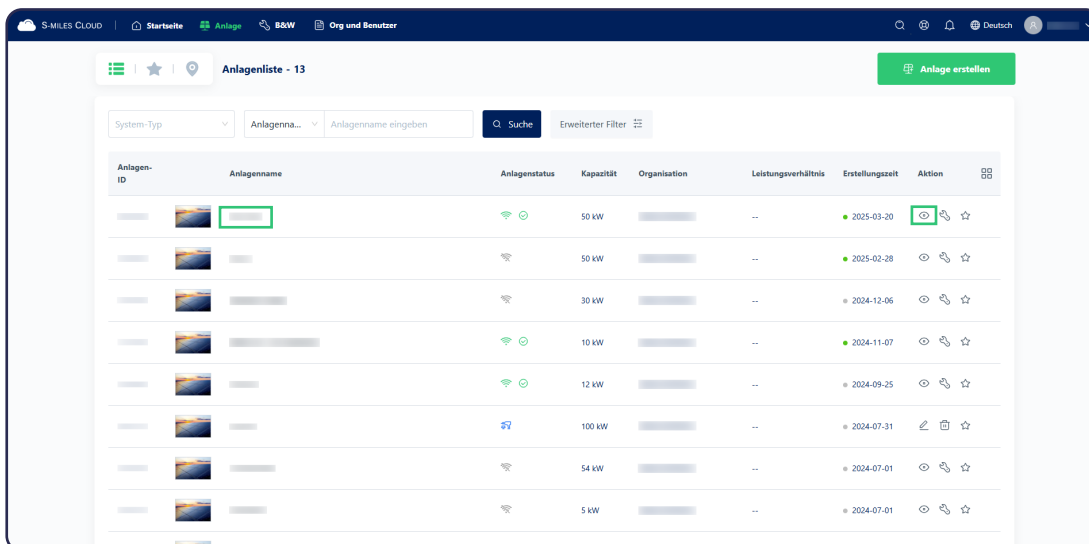 S-MILES CLOUD Startseite Anlage B&W Org und Benutzer Deutsch
Anlagenliste - 13 Anlage erstellen
System-Typ Anlagenna... Anlagenname eingeben Suche Erweiterter Filter
Anlagen-ID Anlagenname Anlagenstatus Kapazität Organisation Leistungsverhältnis Erstellungszeit Aktion
50 kW -- 2025-03-20
50 kW -- 2025-02-28
30 kW -- 2024-12-06
10 kW -- 2024-11-07
12 kW -- 2024-09-25
100 kW -- 2024-07-31
54 kW -- 2024-07-01
5 kW -- 2024-07-01